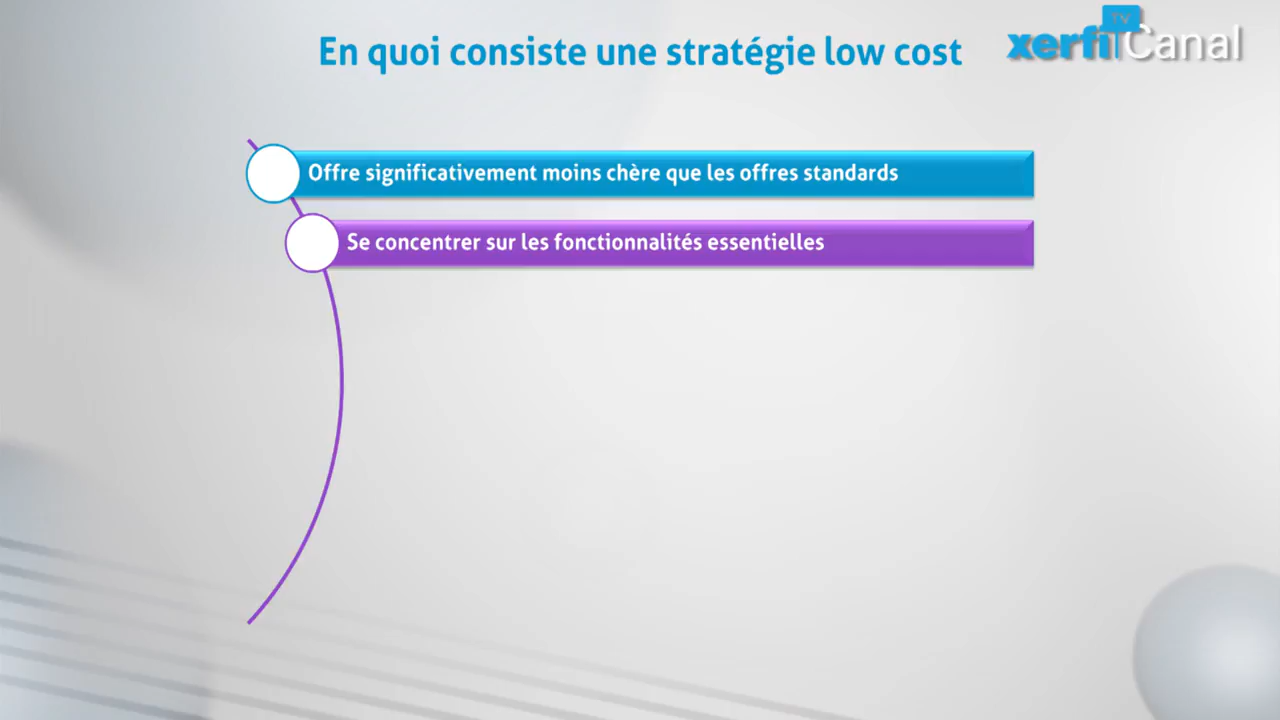 En quoi consiste une stratégie low cost
TV
xerfi Canal
Offre significativement moins chère que les offres standards
Se concentrer sur les fonctionnalités essentielles